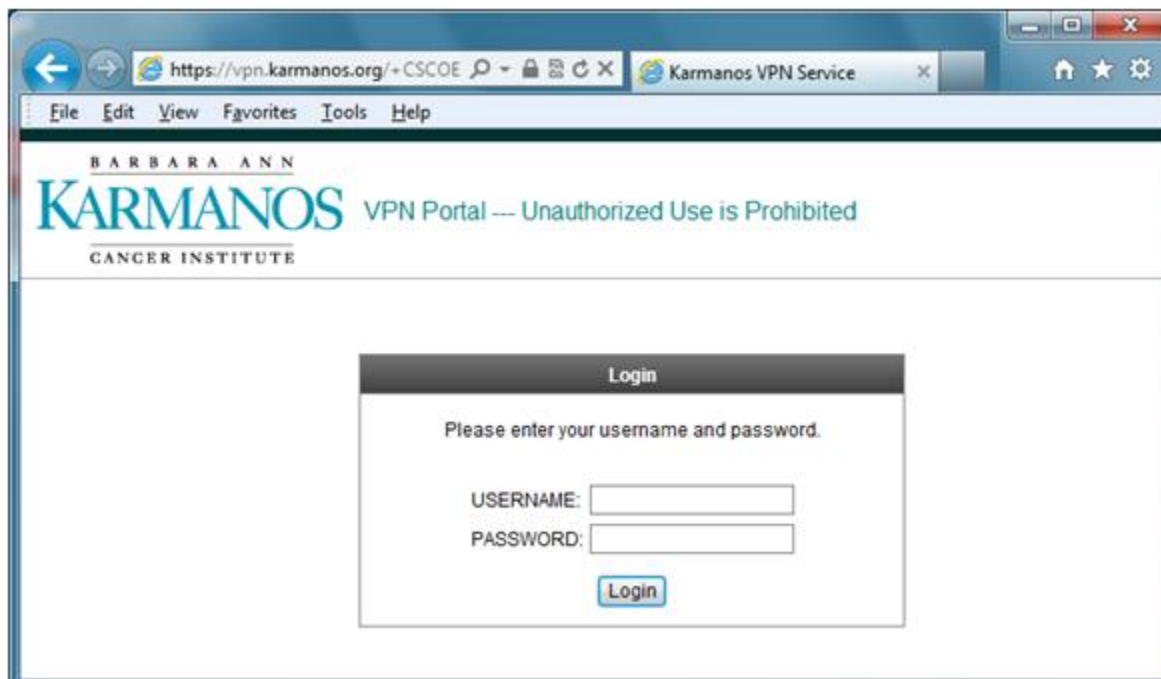 https://vpn.karmanos.org/+CSCOE
Karmanos VPN Service
File Edit View Favorites Tools Help
BARBARA ANN
KARMANOS
CANCER INSTITUTE
VPN Portal --- Unauthorized Use is Prohibited
Login
Please enter your username and password.
USERNAME:
PASSWORD:
Login